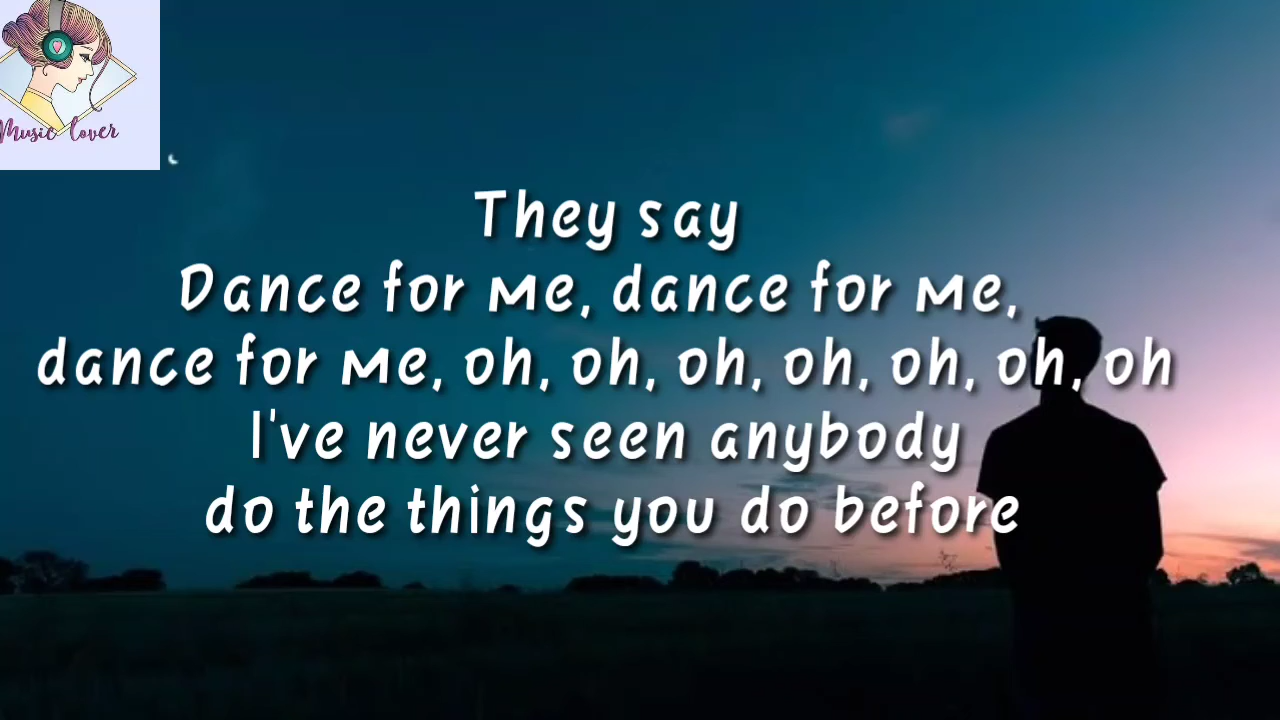 Music lover
They say
Dance for me, dance for me,
dance for me, oh, oh, oh, oh, oh, oh, oh
I've never seen anybody
do the things you do before